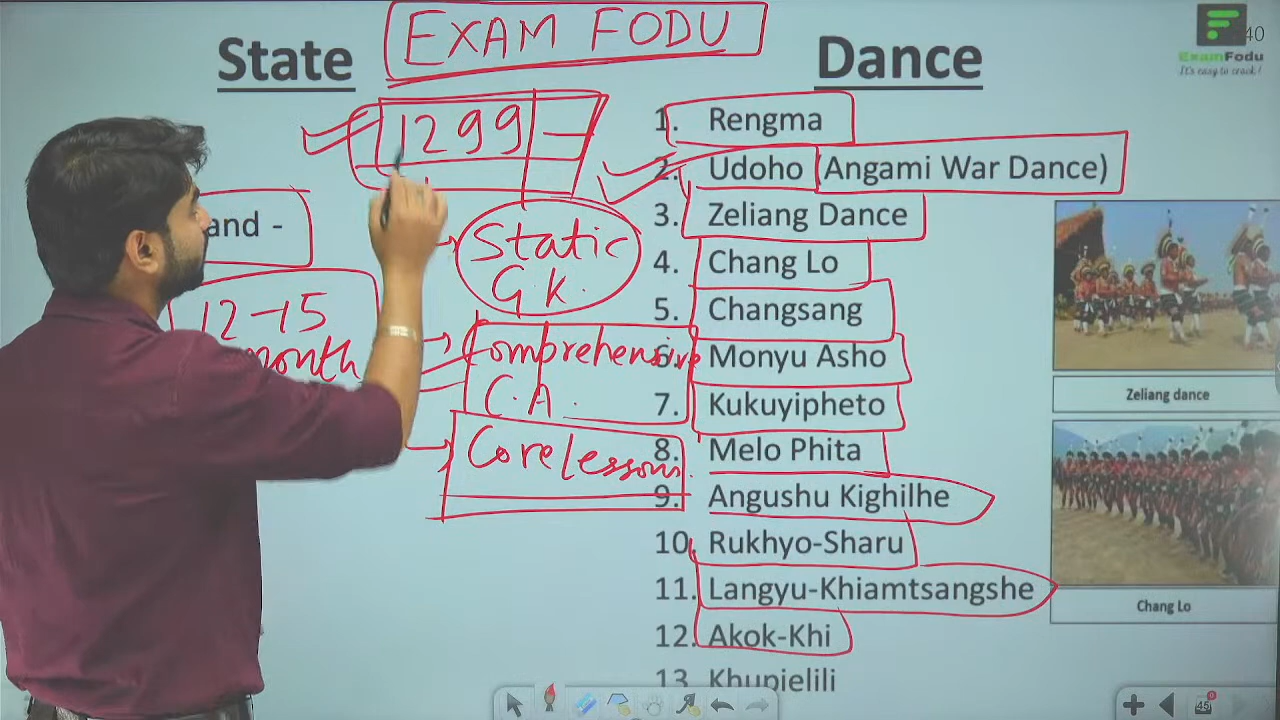 EXAM FODU
State
Dance
40
ExamFodu
It's easy to crack!
1299
and -
12-15
month
Static
G.K.
Comprehensive
C.A.
Core lessons.
1. Rengma
2. Udoho (Angami War Dance)
3. Zeliang Dance
4. Chang Lo
5. Changsang
6. Monyu Asho
7. Kukuyipheto
8. Melo Phita
9. Angushu Kighilhe
10. Rukhyo-Sharu
11. Langyu-Khiamtsangshe
12. Akok-Khi
13. Khupielili
Zeliang dance
Chang Lo
45